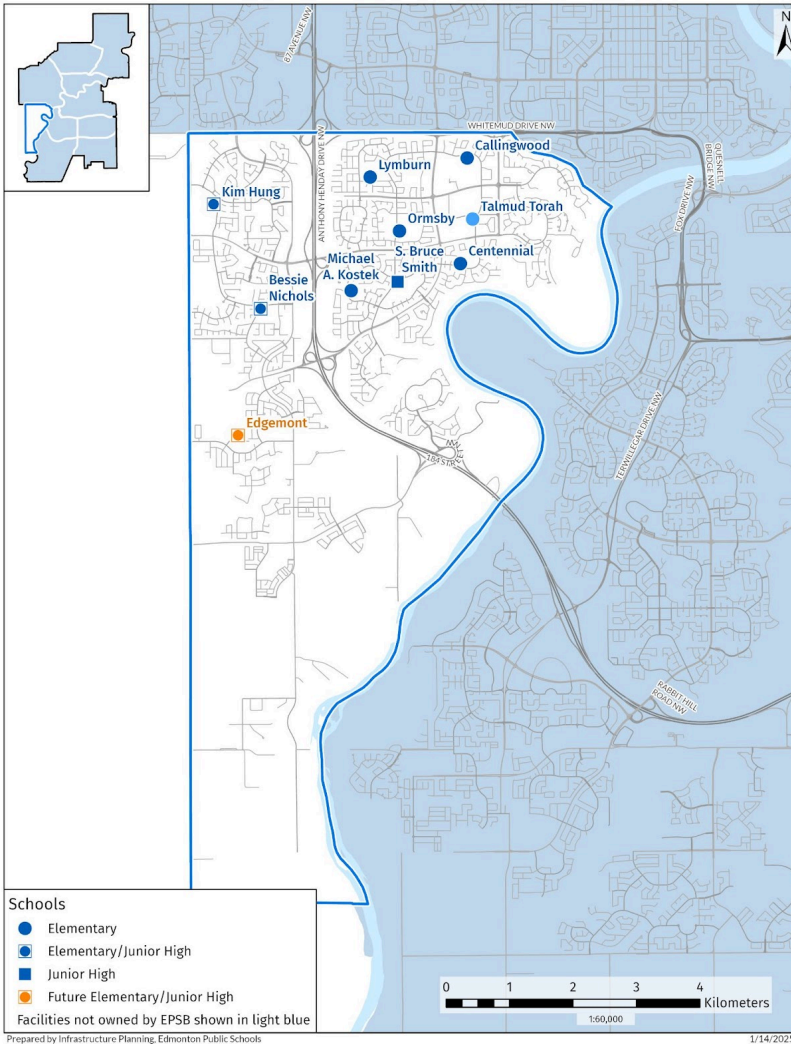 N
87 AVENUE NW
WHITEMUD DRIVE NW
ANTHONY HENDAY DRIVE NW
QUESNELL
BRIDGE NW
FOX DRIVE NW
Callingwood
Lymburn
Kim Hung
Talmud Torah
Ormsby
S. Bruce
Smith
Centennial
Michael
A. Kostek
Bessie
Nichols
TERWILLEGAR DRIVE NW
Edgemont
184 STREET
NW
RABBIT HILL
ROAD NW
Schools
Elementary
Elementary/Junior High
Junior High
Future Elementary/Junior High
Facilities not owned by EPSB shown in light blue
0 1 2 3 4
Kilometers
1:60,000
Prepared by Infrastructure Planning, Edmonton Public Schools
1/14/2025